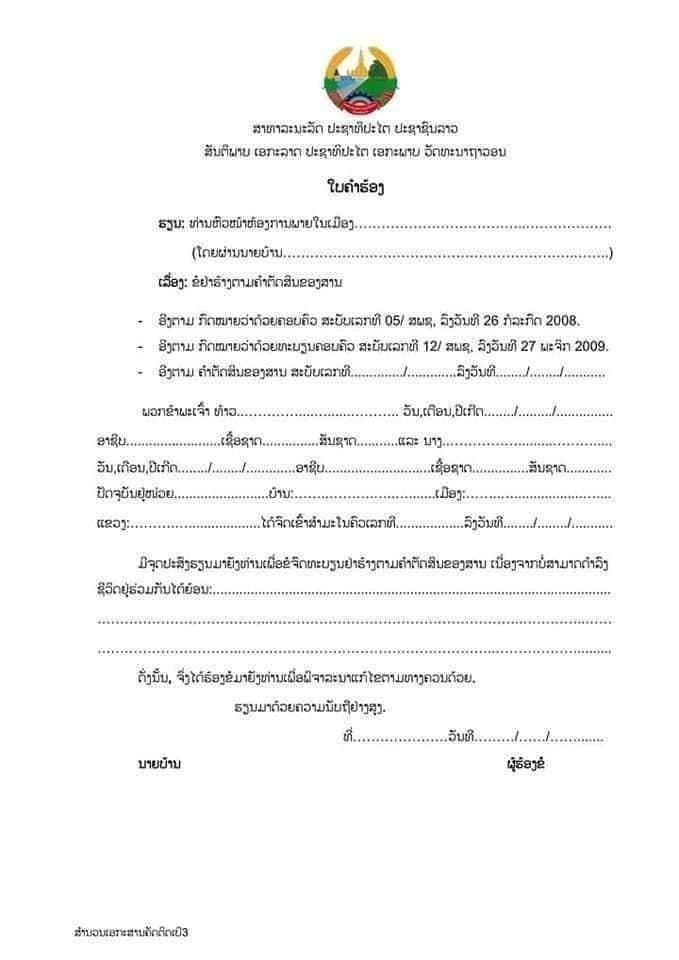 ສາທາລະນະລັດ ປະຊາທິປະໄຕ ປະຊາຊົນລາວ
ສັນຕິພາບ ເອກະລາດ ປະຊາທິປະໄຕ ເອກະພາບ ວັດທະນາຖາວອນ
ໃບຄຳຮ້ອງ
ຮຽນ: ທ່ານຫົວໜ້າຫ້ອງການພາຍໃນເມືອງ............................................................
(ໂດຍຜ່ານນາຍບ້ານ......................................................................)
ເລື່ອງ: ຂໍຢ່າຮ້າງຕາມຄຳຕັດສິນຂອງສານ
- ອີງຕາມ ກົດໝາຍວ່າດ້ວຍຄອບຄົວ ສະບັບເລກທີ 05/ ສພຊ, ລົງວັນທີ 26 ກໍລະກົດ 2008.
- ອີງຕາມ ກົດໝາຍວ່າດ້ວຍທະບຽນຄອບຄົວ ສະບັບເລກທີ 12/ ສພຊ, ລົງວັນທີ 27 ພະຈິກ 2009.
- ອີງຕາມ ຄຳຕັດສິນຂອງສານ ສະບັບເລກທີ............../.............ລົງວັນທີ......../......../...........
ພວກຂ້າພະເຈົ້າ ທ້າວ.................................. ວັນ,ເດືອນ,ປີເກີດ......../........./...............
ອາຊີບ.........................ເຊື້ອຊາດ...............ສັນຊາດ...........ແລະ ນາງ........................................
ວັນ,ເດືອນ,ປີເກີດ......../......../.............ອາຊີບ............................ເຊື້ອຊາດ...............ສັນຊາດ............
ປັດຈຸບັນຢູ່ໜ່ວຍ.........................ບ້ານ:.................................ເມືອງ:...................................
ແຂວງ:.................................ໄດ້ຈົດເຂົ້າສຳມະໂນຄົວເລກທີ..................ລົງວັນທີ......../......../...........
ມີຈຸດປະສົງຮຽນມາຍັງທ່ານເພື່ອຂໍຈົດທະບຽນຢ່າຮ້າງຕາມຄຳຕັດສິນຂອງສານ ເນື່ອງຈາກບໍ່ສາມາດດຳລົງ
ຊີວິດຢູ່ຮ່ວມກັນໄດ້ຍ້ອນ:.........................................................................................................
..........................................................................................................................................
..........................................................................................................................................
ດັ່ງນັ້ນ, ຈຶ່ງໄດ້ຮ້ອງຂໍມາຍັງທ່ານເພື່ອພິຈາລະນາແກ້ໄຂຕາມທາງຄວນດ້ວຍ.
ຮຽນມາດ້ວຍຄວາມນັບຖືຢ່າງສູງ.
ທີ່........................ວັນທີ........./....../............
ນາຍບ້ານ ຜູ້ຮ້ອງຂໍ
ສຳນວນເອກະສານຄັດຕິດເບີ3